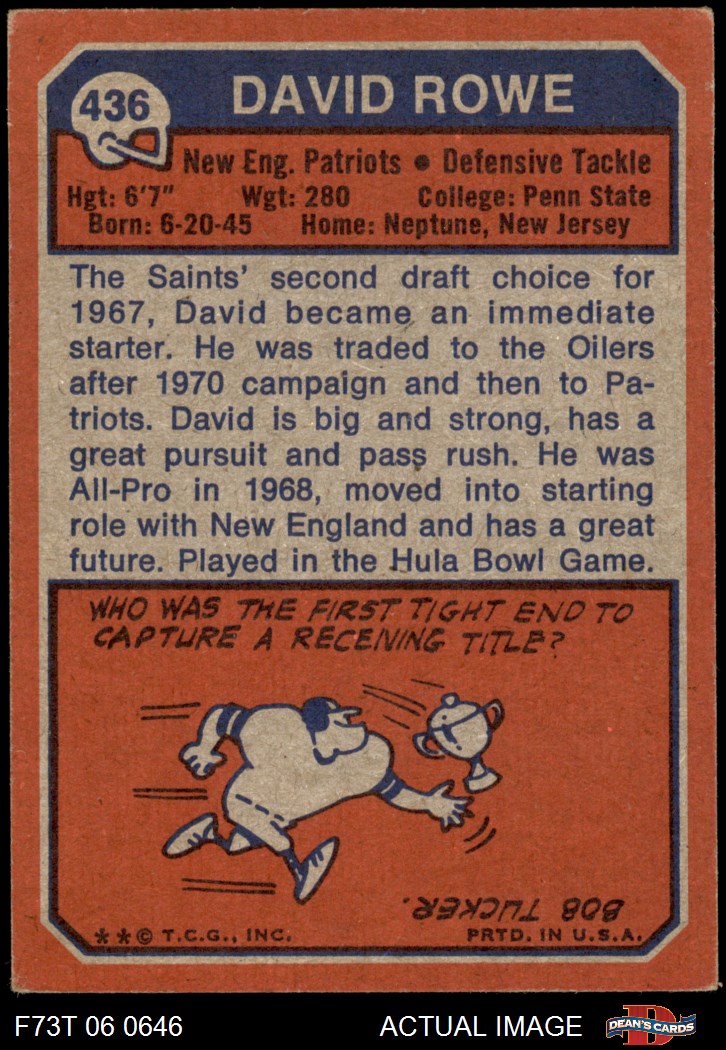 436
DAVID ROWE
New Eng. Patriots ● Defensive Tackle
Hgt: 6'7" Wgt: 280 College: Penn State
Born: 6-20-45 Home: Neptune, New Jersey
The Saints' second draft choice for
1967, David became an immediate
starter. He was traded to the Oilers
after 1970 campaign and then to Pa-
triots. David is big and strong, has a
great pursuit and pass rush. He was
All-Pro in 1968, moved into starting
role with New England and has a great
future. Played in the Hula Bowl Game.
WHO WAS THE FIRST TIGHT END TO
CAPTURE A RECEIVING TITLE?
BOB TUCKER.
* * © T.C.G., INC. PRTD. IN U.S.A.
F73T 06 0646 ACTUAL IMAGE D DEAN'S CARDS